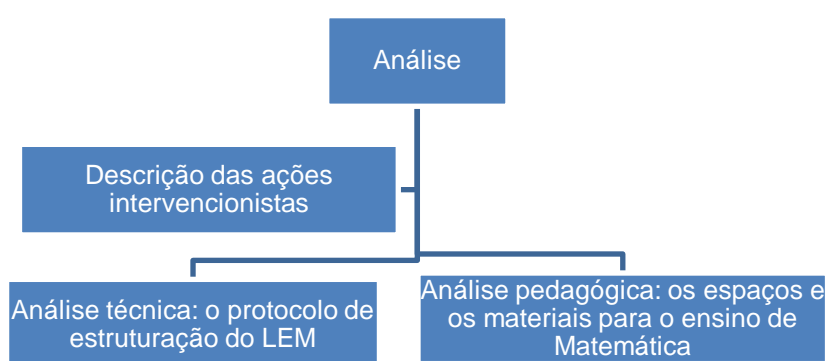 Análise
Descrição das ações
intervencionistas
Análise técnica: o protocolo de
estruturação do LEM
Análise pedagógica: os espaços e
os materiais para o ensino de
Matemática